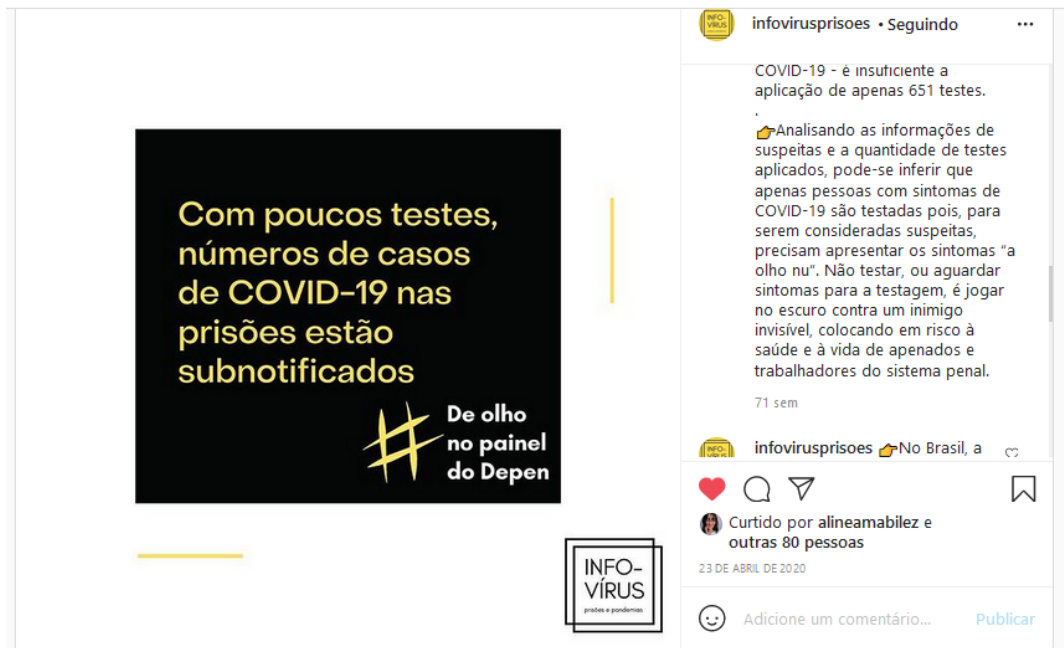 Com poucos testes,
números de casos
de COVID-19 nas
prisões estão
subnotificados
De olho
no painel
do Depen
INFO-
VÍRUS
prisões e pandemias
INFO-
VÍRUS
infovirusprisoes • Seguindo
COVID-19 - é insuficiente a
aplicação de apenas 651 testes.
.
👉Analisando as informações de
suspeitas e a quantidade de testes
aplicados, pode-se inferir que
apenas pessoas com sintomas de
COVID-19 são testadas pois, para
serem consideradas suspeitas,
precisam apresentar os sintomas “a
olho nu”. Não testar, ou aguardar
sintomas para a testagem, é jogar
no escuro contra um inimigo
invisível, colocando em risco à
saúde e à vida de apenados e
trabalhadores do sistema penal.
71 sem
INFO-
VÍRUS
infovirusprisoes 👉No Brasil, a
Curtido por alineamabilez e
outras 80 pessoas
23 DE ABRIL DE 2020
Adicione um comentário...
Publicar